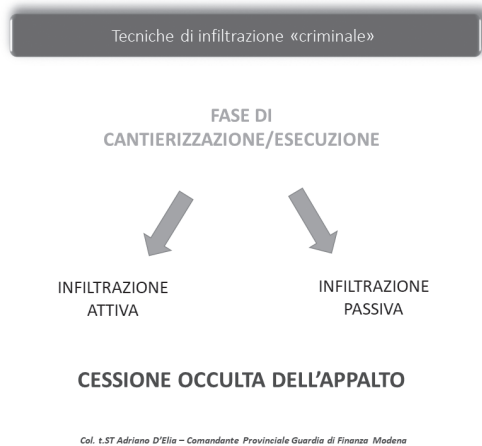 Tecniche di infiltrazione «criminale»
FASE DI
CANTIERIZZAZIONE/ESECUZIONE
INFILTRAZIONE
ATTIVA
INFILTRAZIONE
PASSIVA
CESSIONE OCCULTA DELL'APPALTO
Col. t.ST Adriano D'Elia – Comandante Provinciale Guardia di Finanza Modena